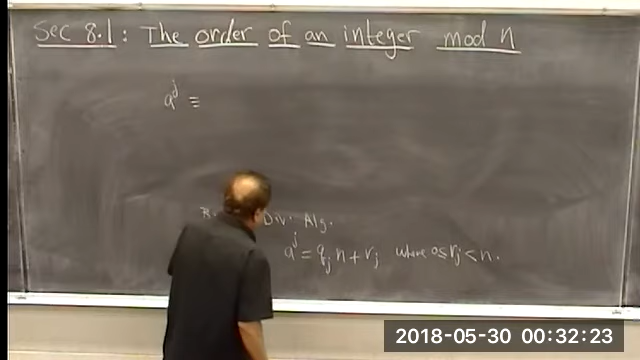 Sec 8.1: The order of an integer mod n
a^j ≡
Div. Alg.
a^j = q_j n + r_j where 0 ≤ r_j < n.
2018-05-30 00:32:23